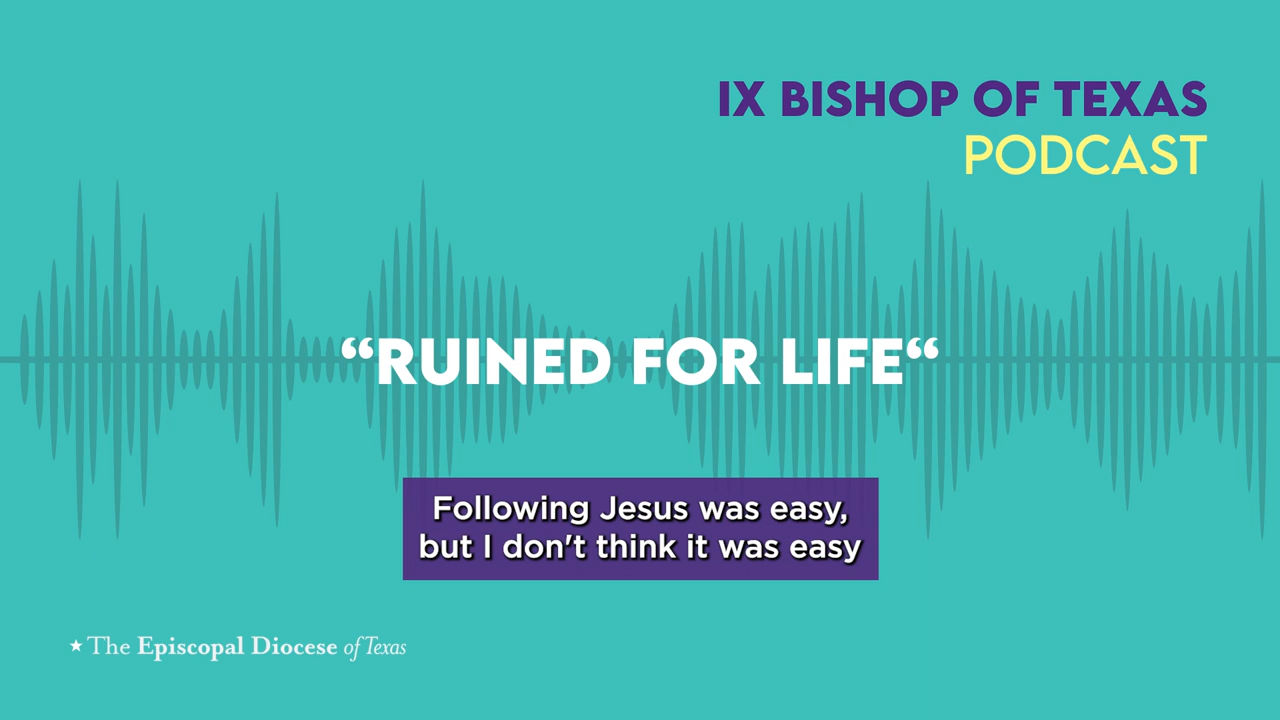 IX BISHOP OF TEXAS
PODCAST
“RUINED FOR LIFE“
Following Jesus was easy,
but I don't think it was easy
The Episcopal Diocese of Texas